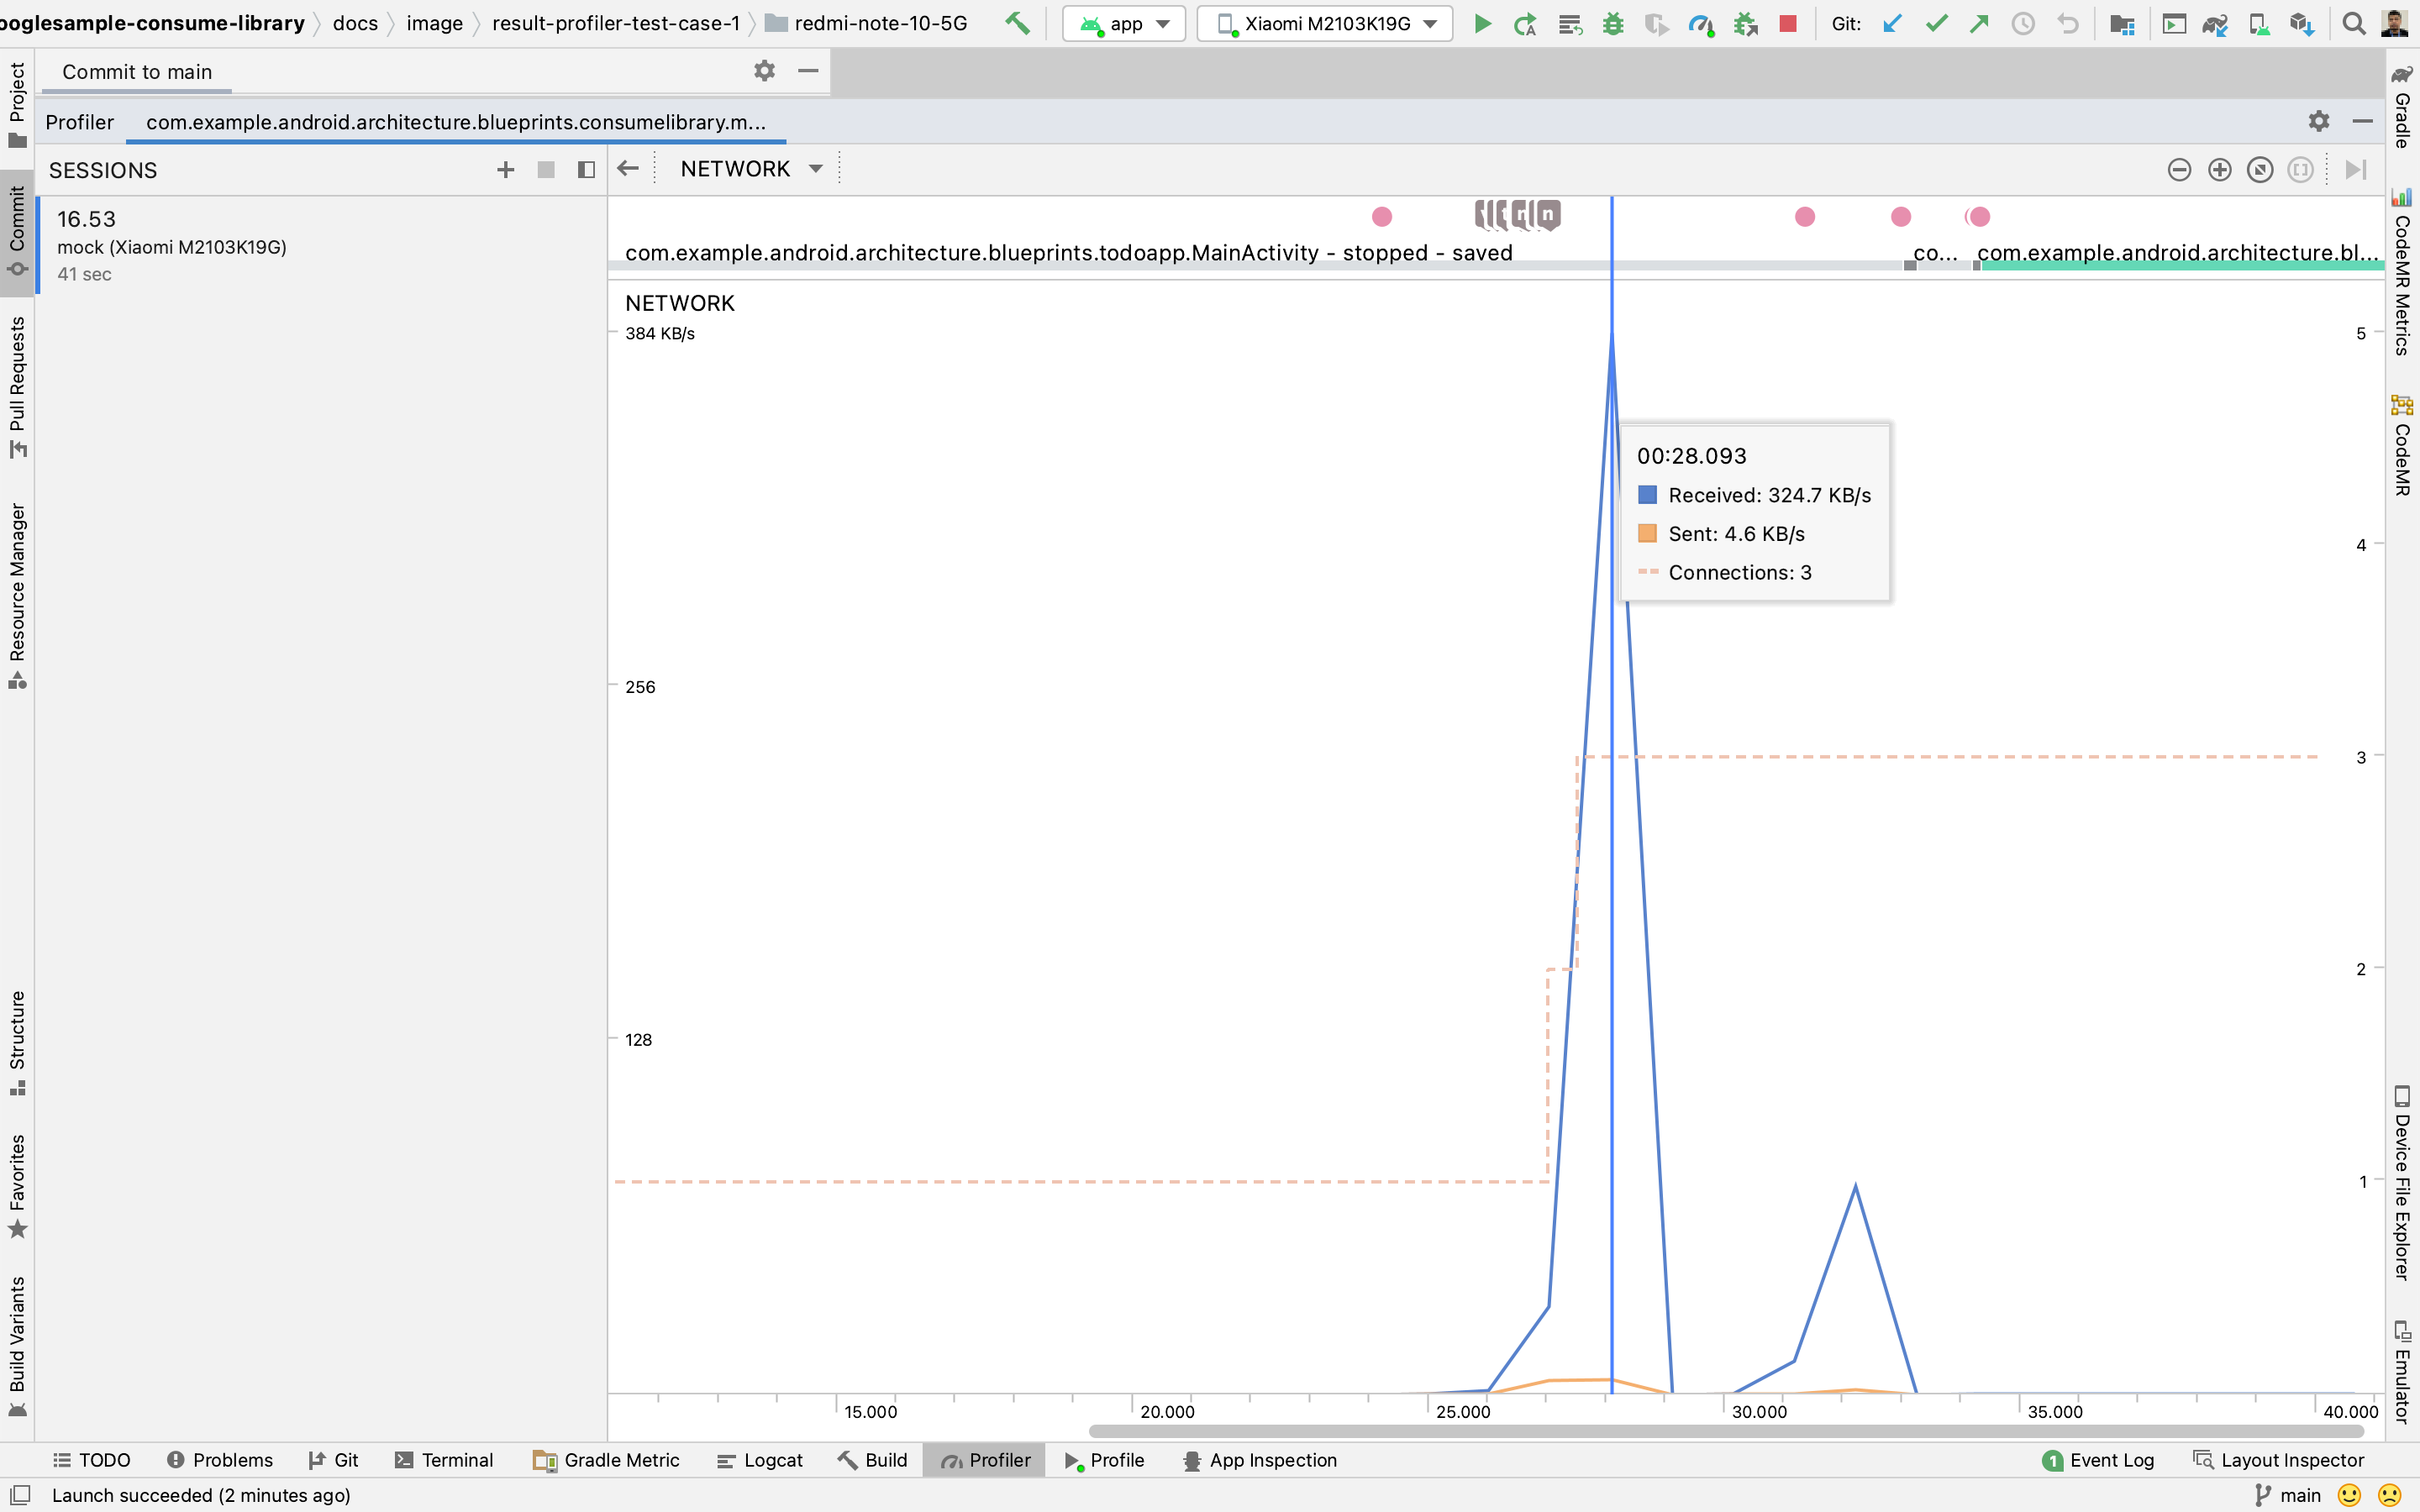 ooglesample-consume-library docs image result-profiler-test-case-1 redmi-note-10-5G app Xiaomi M2103K19G Git:
Commit to main
Profiler com.example.android.architecture.blueprints.consumelibrary.m...
SESSIONS NETWORK
16.53
mock (Xiaomi M2103K19G)
41 sec
t n n
com.example.android.architecture.blueprints.todoapp.MainActivity - stopped - saved co... com.example.android.architecture.bl...
NETWORK
384 KB/s 5
00:28.093
Received: 324.7 KB/s
Sent: 4.6 KB/s
Connections: 3
4
256
3
2
128
1
15.000 20.000 25.000 30.000 35.000 40.000
Project
Commit
Pull Requests
Resource Manager
Structure
Favorites
Build Variants
Gradle
CodeMR Metrics
CodeMR
Device File Explorer
Emulator
TODO Problems Git Terminal Gradle Metric Logcat Build Profiler Profile App Inspection 1 Event Log Layout Inspector
Launch succeeded (2 minutes ago) main